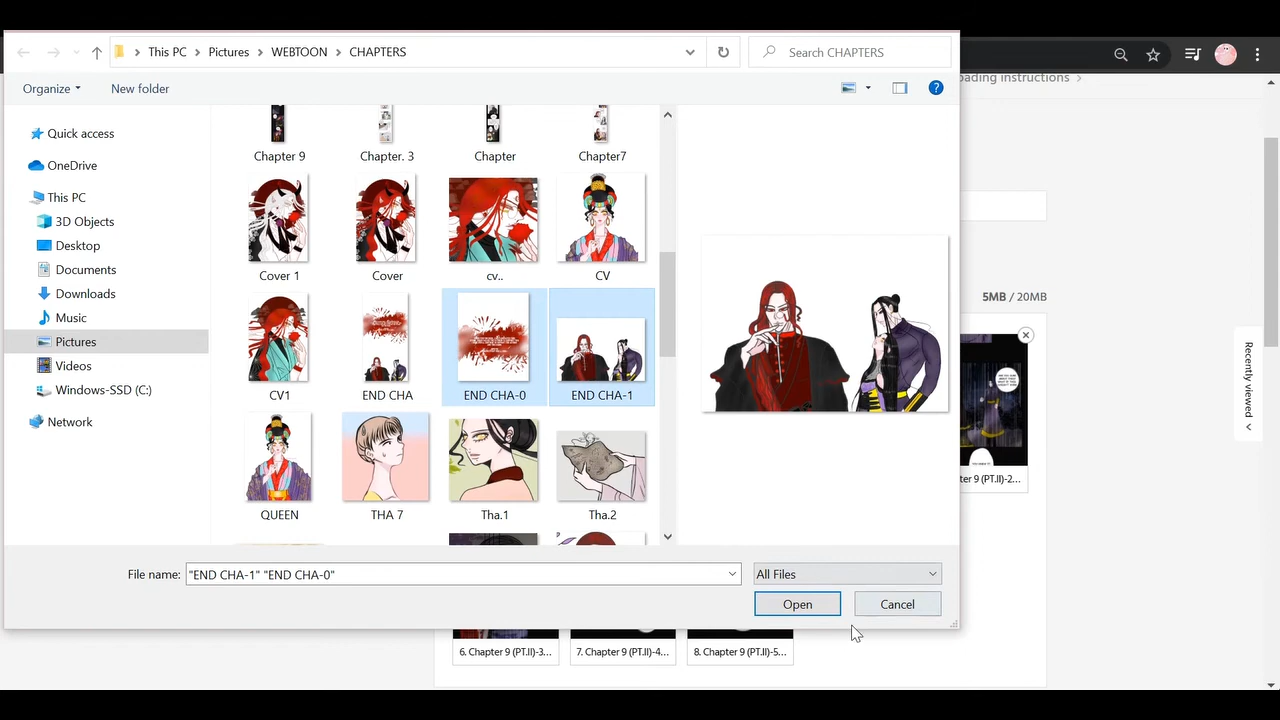 This PC > Pictures > WEBTOON > CHAPTERS
Search CHAPTERS
oading instructions >
Organize
New folder
Quick access
OneDrive
This PC
3D Objects
Desktop
Documents
Downloads
Music
Pictures
Videos
Windows-SSD (C:)
Network
Chapter 9
Chapter. 3
Chapter
Chapter7
Cover 1
Cover
cv..
CV
CV1
END CHA
END CHA-0
END CHA-1
QUEEN
THA 7
Tha.1
Tha.2
5MB / 20MB
Recently viewed
ter 9 (PT.II)-2...
File name:
"END CHA-1" "END CHA-0"
All Files
Open
Cancel
6. Chapter 9 (PT.II)-3...
7. Chapter 9 (PT.II)-4...
8. Chapter 9 (PT.II)-5...